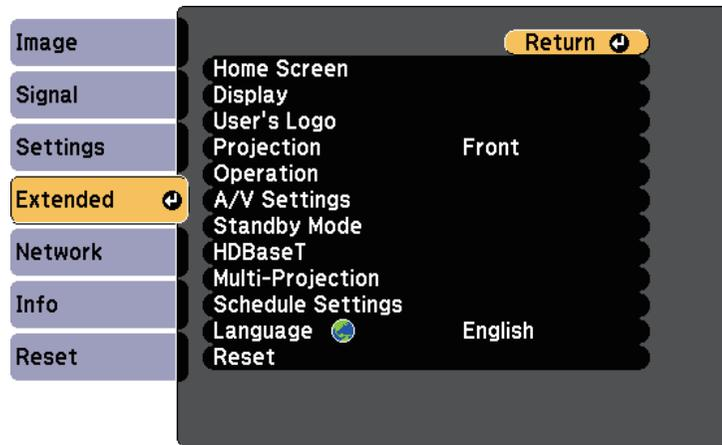 Image
Signal
Settings
Extended
Network
Info
Reset
Return
Home Screen
Display
User's Logo
Projection Front
Operation
A/V Settings
Standby Mode
HDBaseT
Multi-Projection
Schedule Settings
Language English
Reset